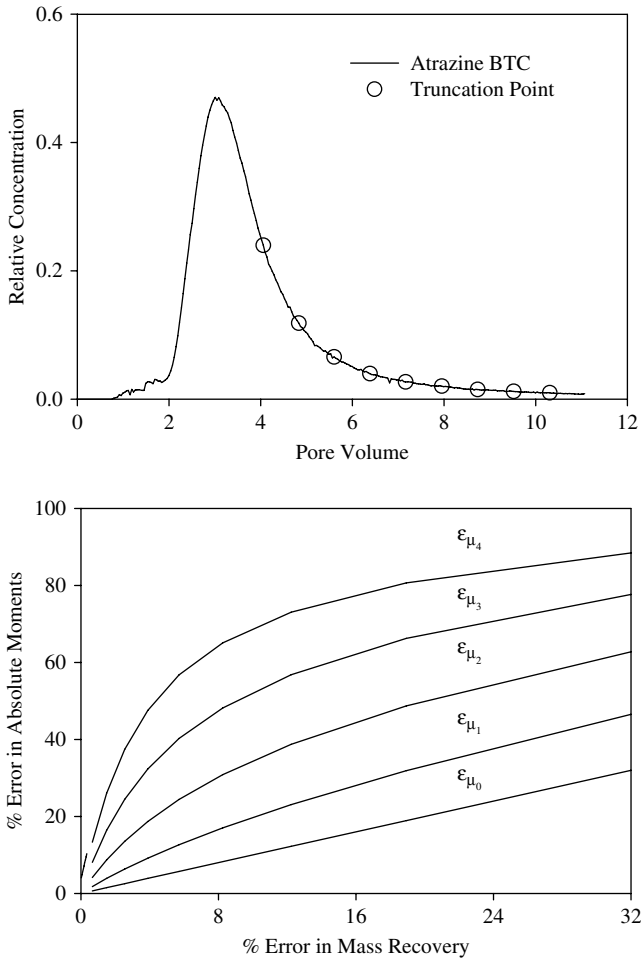 0.6
Atrazine BTC
Truncation Point
0.4
0.2
0.0
Relative Concentration
0 2 4 6 8 10 12
Pore Volume
100
80
60
40
20
0
% Error in Absolute Moments
εμ4
εμ3
εμ2
εμ1
εμ0
0 8 16 24 32
% Error in Mass Recovery